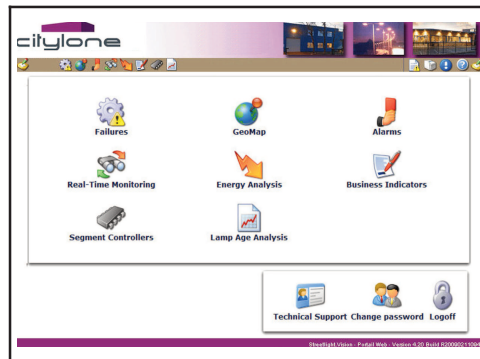 citylone
Failures GeoMap Alarms
Real-Time Monitoring Energy Analysis Business Indicators
Segment Controllers Lamp Age Analysis
Technical Support Change password Logoff
Streetlight.Vision - Portail Web - Version 4.20 Build R20090211094